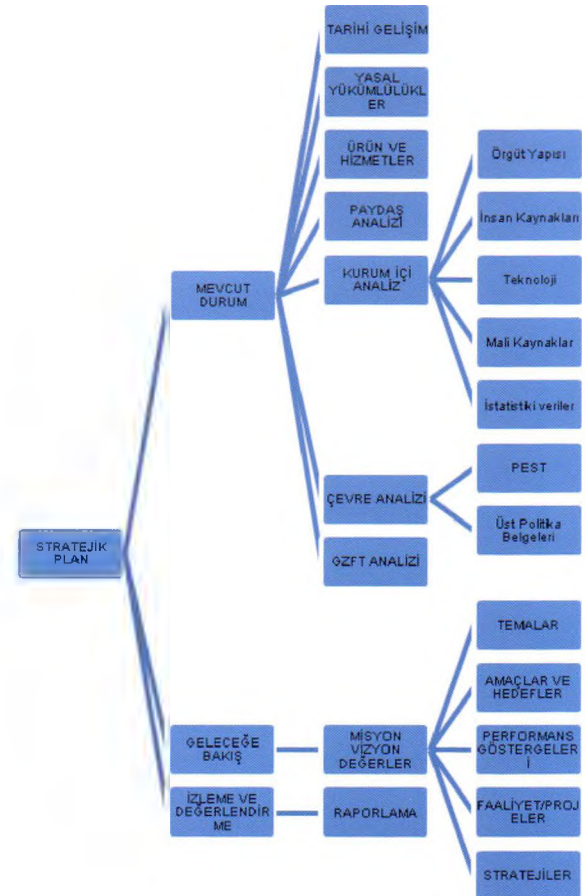 TARİHİ GELİŞİM
YASAL
YÜKÜMLÜLÜKL
ER
ÜRÜN VE
HİZMETLER
PAYDAŞ
ANALİZİ
MEVCUT
DURUM
KURUM İÇİ
ANALİZ
Örgüt Yapısı
İnsan Kaynakları
Teknoloji
Mali Kaynaklar
İstatistiki veriler
ÇEVRE ANALİZİ
PEST
Üst Politika
Belgeleri
GZFT ANALİZİ
STRATEJİK
PLAN
GELECEĞE
BAKIŞ
MİSYON
VİZYON
DEĞERLER
TEMALAR
AMAÇLAR VE
HEDEFLER
PERFORMANS
GÖSTERGELER
İ
FAALİYET/PROJ
ELER
STRATEJİLER
İZLEME VE
DEĞERLENDİR
ME
RAPORLAMA